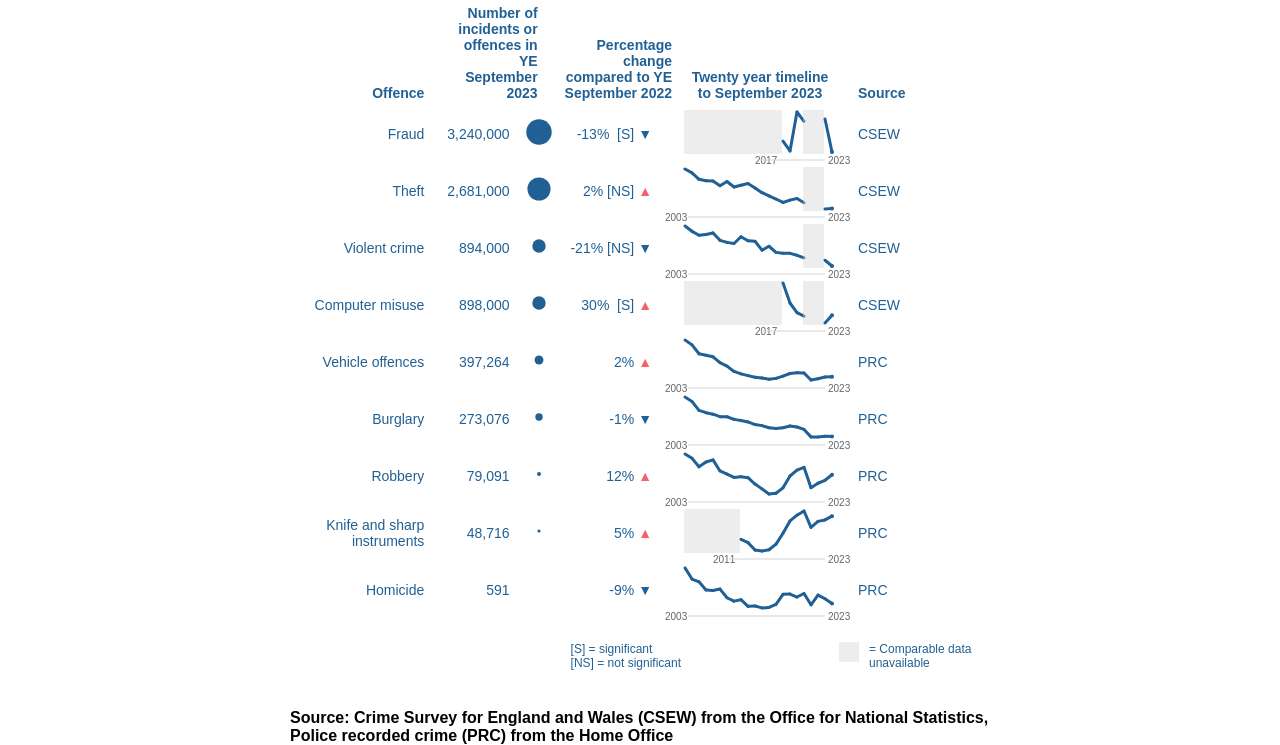 Number of
incidents or
offences in
YE
September
2023
Percentage
change
compared to YE
September 2022
Twenty year timeline
to September 2023
Offence
Source
Fraud 3,240,000 -13% [S] ▼ CSEW
2017 2023
Theft 2,681,000 2% [NS] ▲ CSEW
2003 2023
Violent crime 894,000 -21% [NS] ▼ CSEW
2003 2023
Computer misuse 898,000 30% [S] ▲ CSEW
2017 2023
Vehicle offences 397,264 2% ▲ PRC
2003 2023
Burglary 273,076 -1% ▼ PRC
2003 2023
Robbery 79,091 12% ▲ PRC
2003 2023
Knife and sharp
instruments 48,716 5% ▲ PRC
2011 2023
Homicide 591 -9% ▼ PRC
2003 2023
[S] = significant
[NS] = not significant
= Comparable data
unavailable
Source: Crime Survey for England and Wales (CSEW) from the Office for National Statistics,
Police recorded crime (PRC) from the Home Office